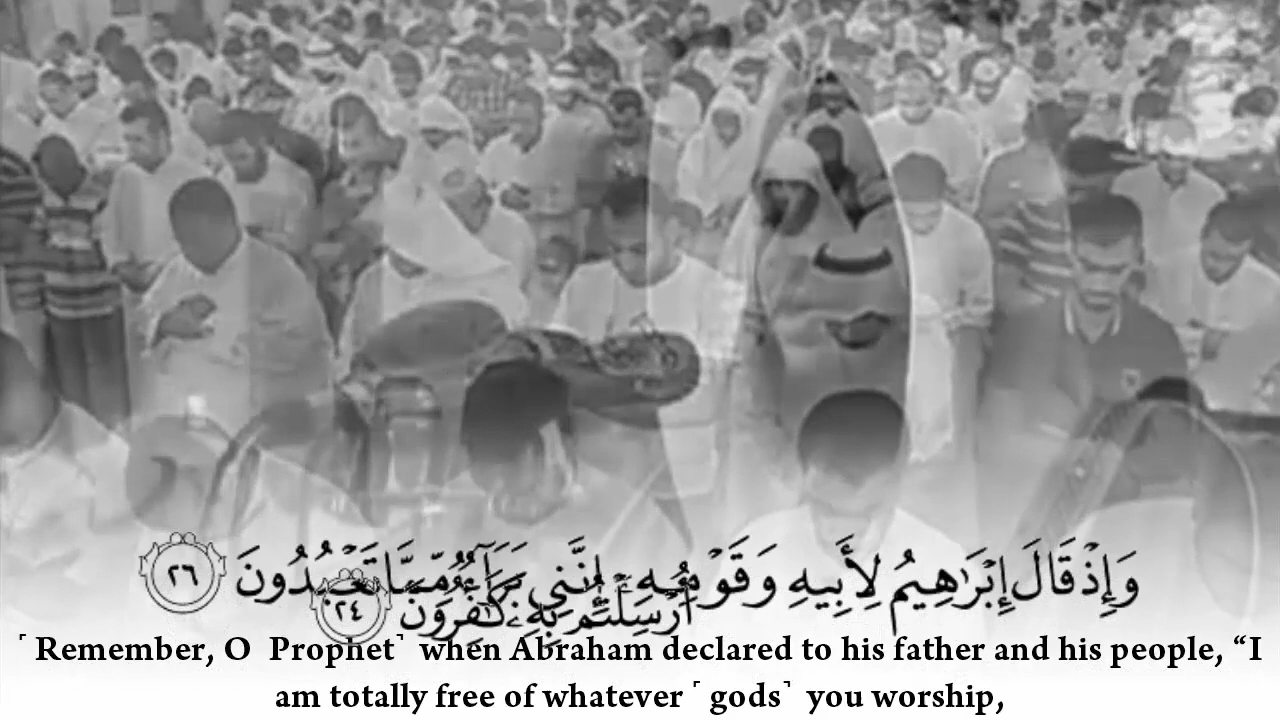 وَإِذْ قَالَ إِبْرَٰهِيمُ لِأَبِيهِ وَقَوْمِهِۦٓ إِنَّنِى بَرَآءٌۭ مِّمَّا تَعْبُدُونَ ٢٦
أُرْسِلْتُم بِهِۦ كَـٰفِرُونَ ٢٤
˹Remember, O Prophet˺ when Abraham declared to his father and his people, “I
am totally free of whatever ˹gods˺ you worship,